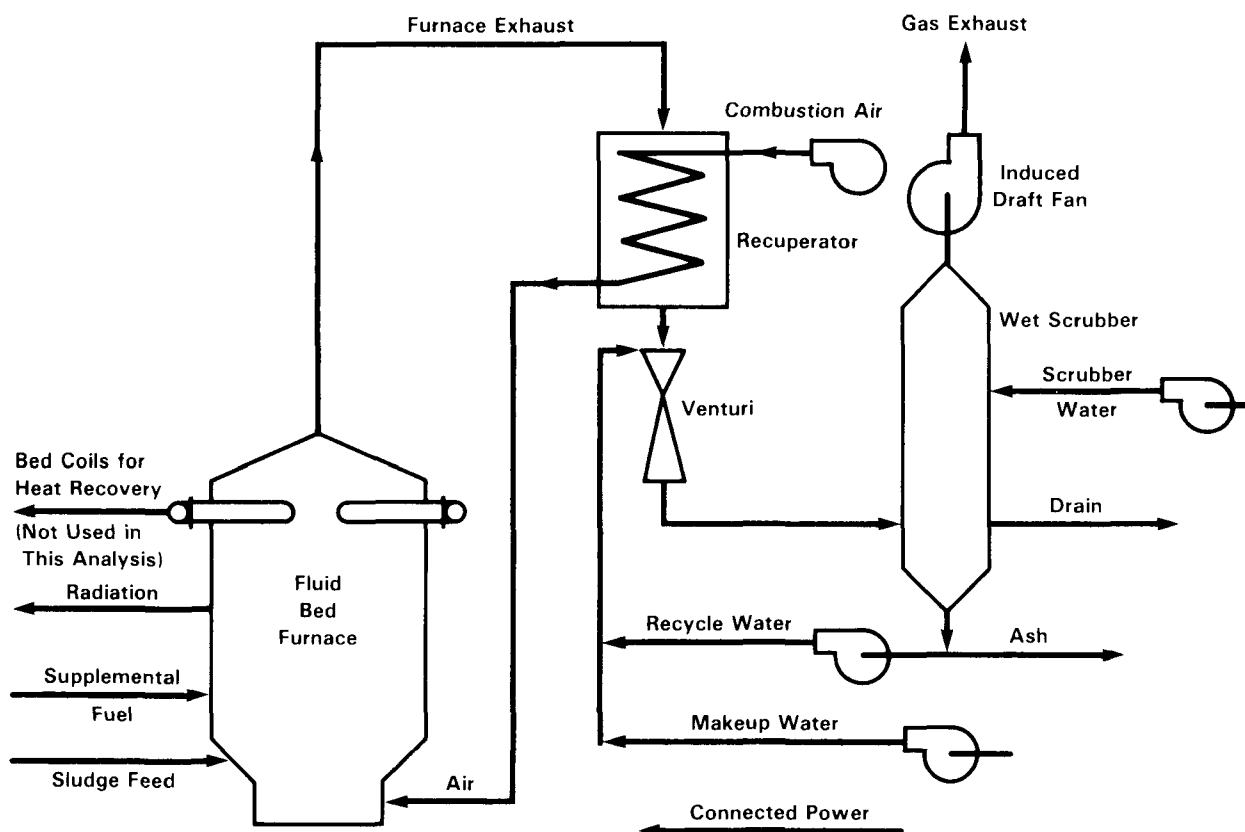 Furnace Exhaust
Gas Exhaust
Combustion Air
Induced
Draft Fan
Recuperator
Wet Scrubber
Scrubber
Water
Venturi
Bed Coils for
Heat Recovery
(Not Used in
This Analysis)
Drain
Fluid
Bed
Furnace
Radiation
Recycle Water
Ash
Supplemental
Fuel
Makeup Water
Sludge Feed
Air
Connected Power